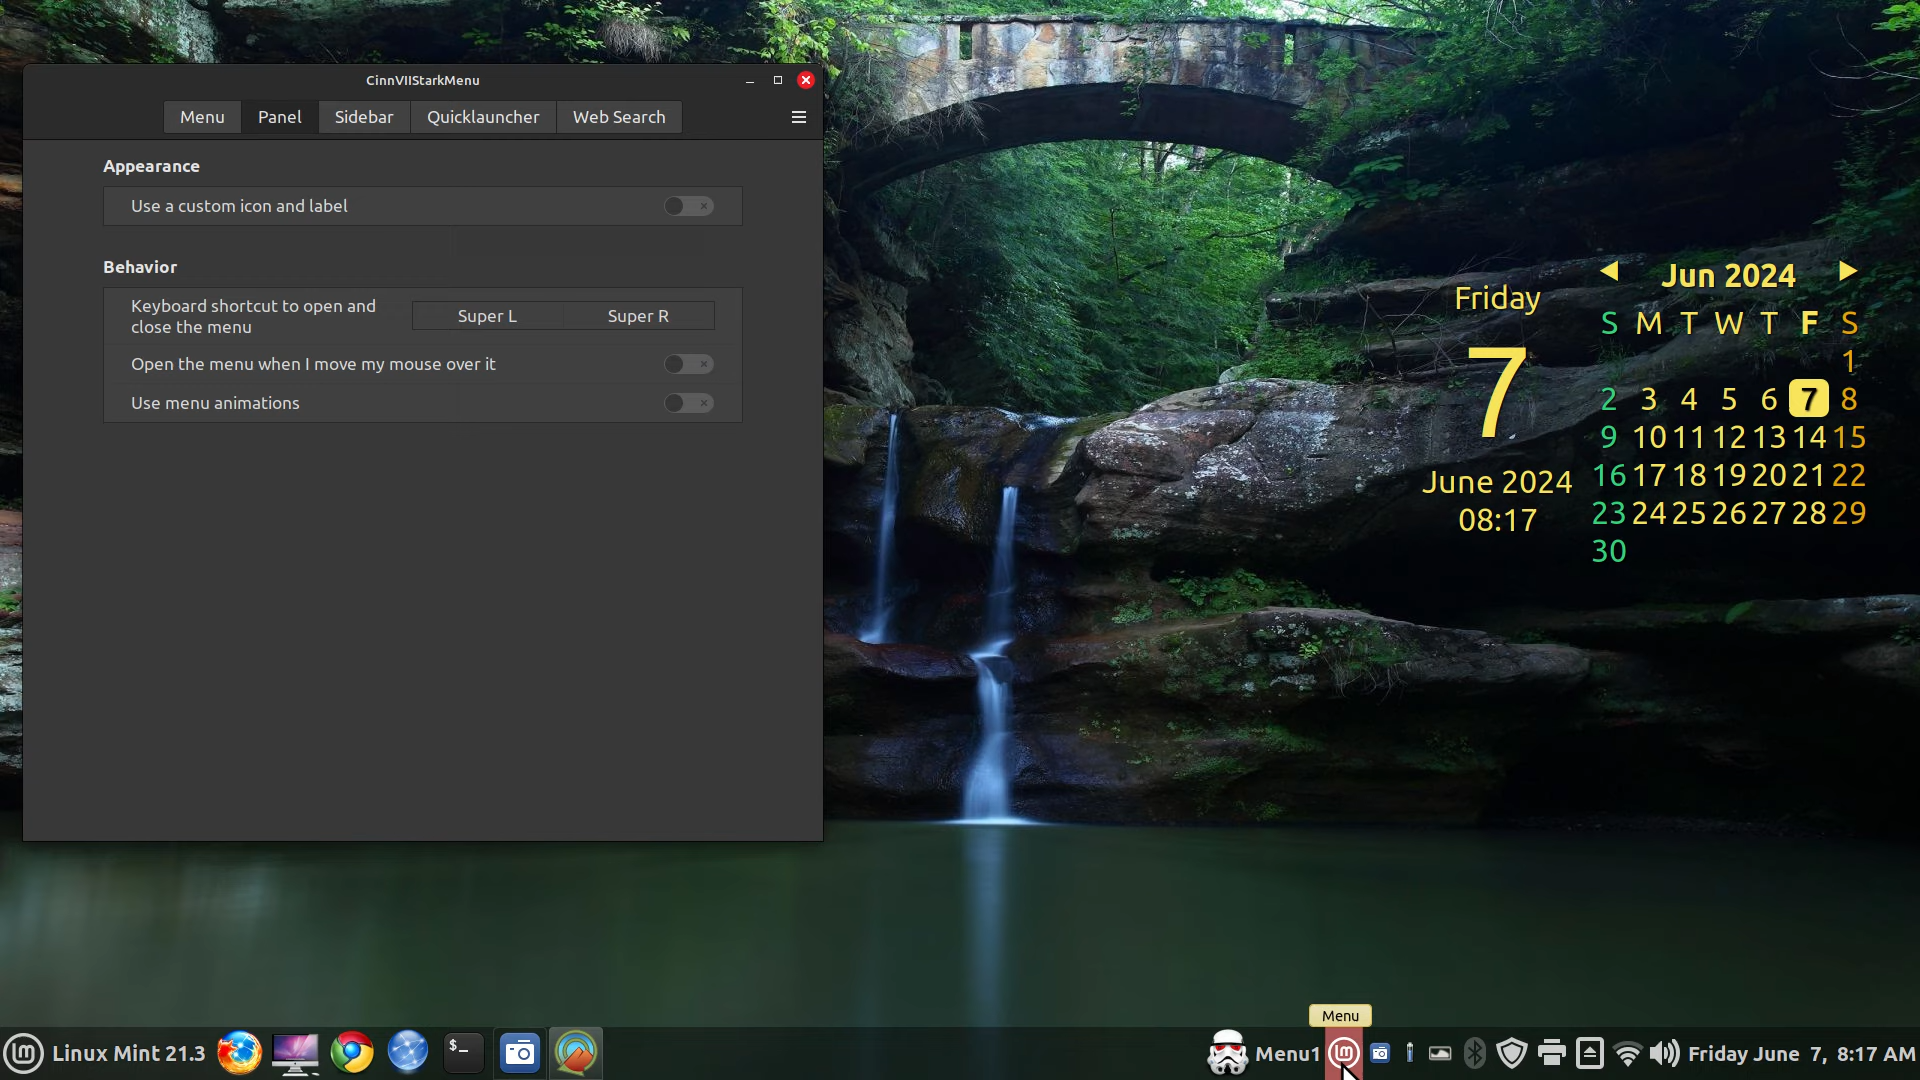 CinnVIIStarkMenu
Menu Panel Sidebar Quicklauncher Web Search
Appearance
Use a custom icon and label
Behavior
Keyboard shortcut to open and
close the menu
Super L Super R
Open the menu when I move my mouse over it
Use menu animations
Friday
7
June 2024
08:17
Jun 2024
S M T W T F S
1
2 3 4 5 6 7 8
9 10 11 12 13 14 15
16 17 18 19 20 21 22
23 24 25 26 27 28 29
30
Menu
Linux Mint 21.3
$_
Menu1
Friday June 7, 8:17 AM